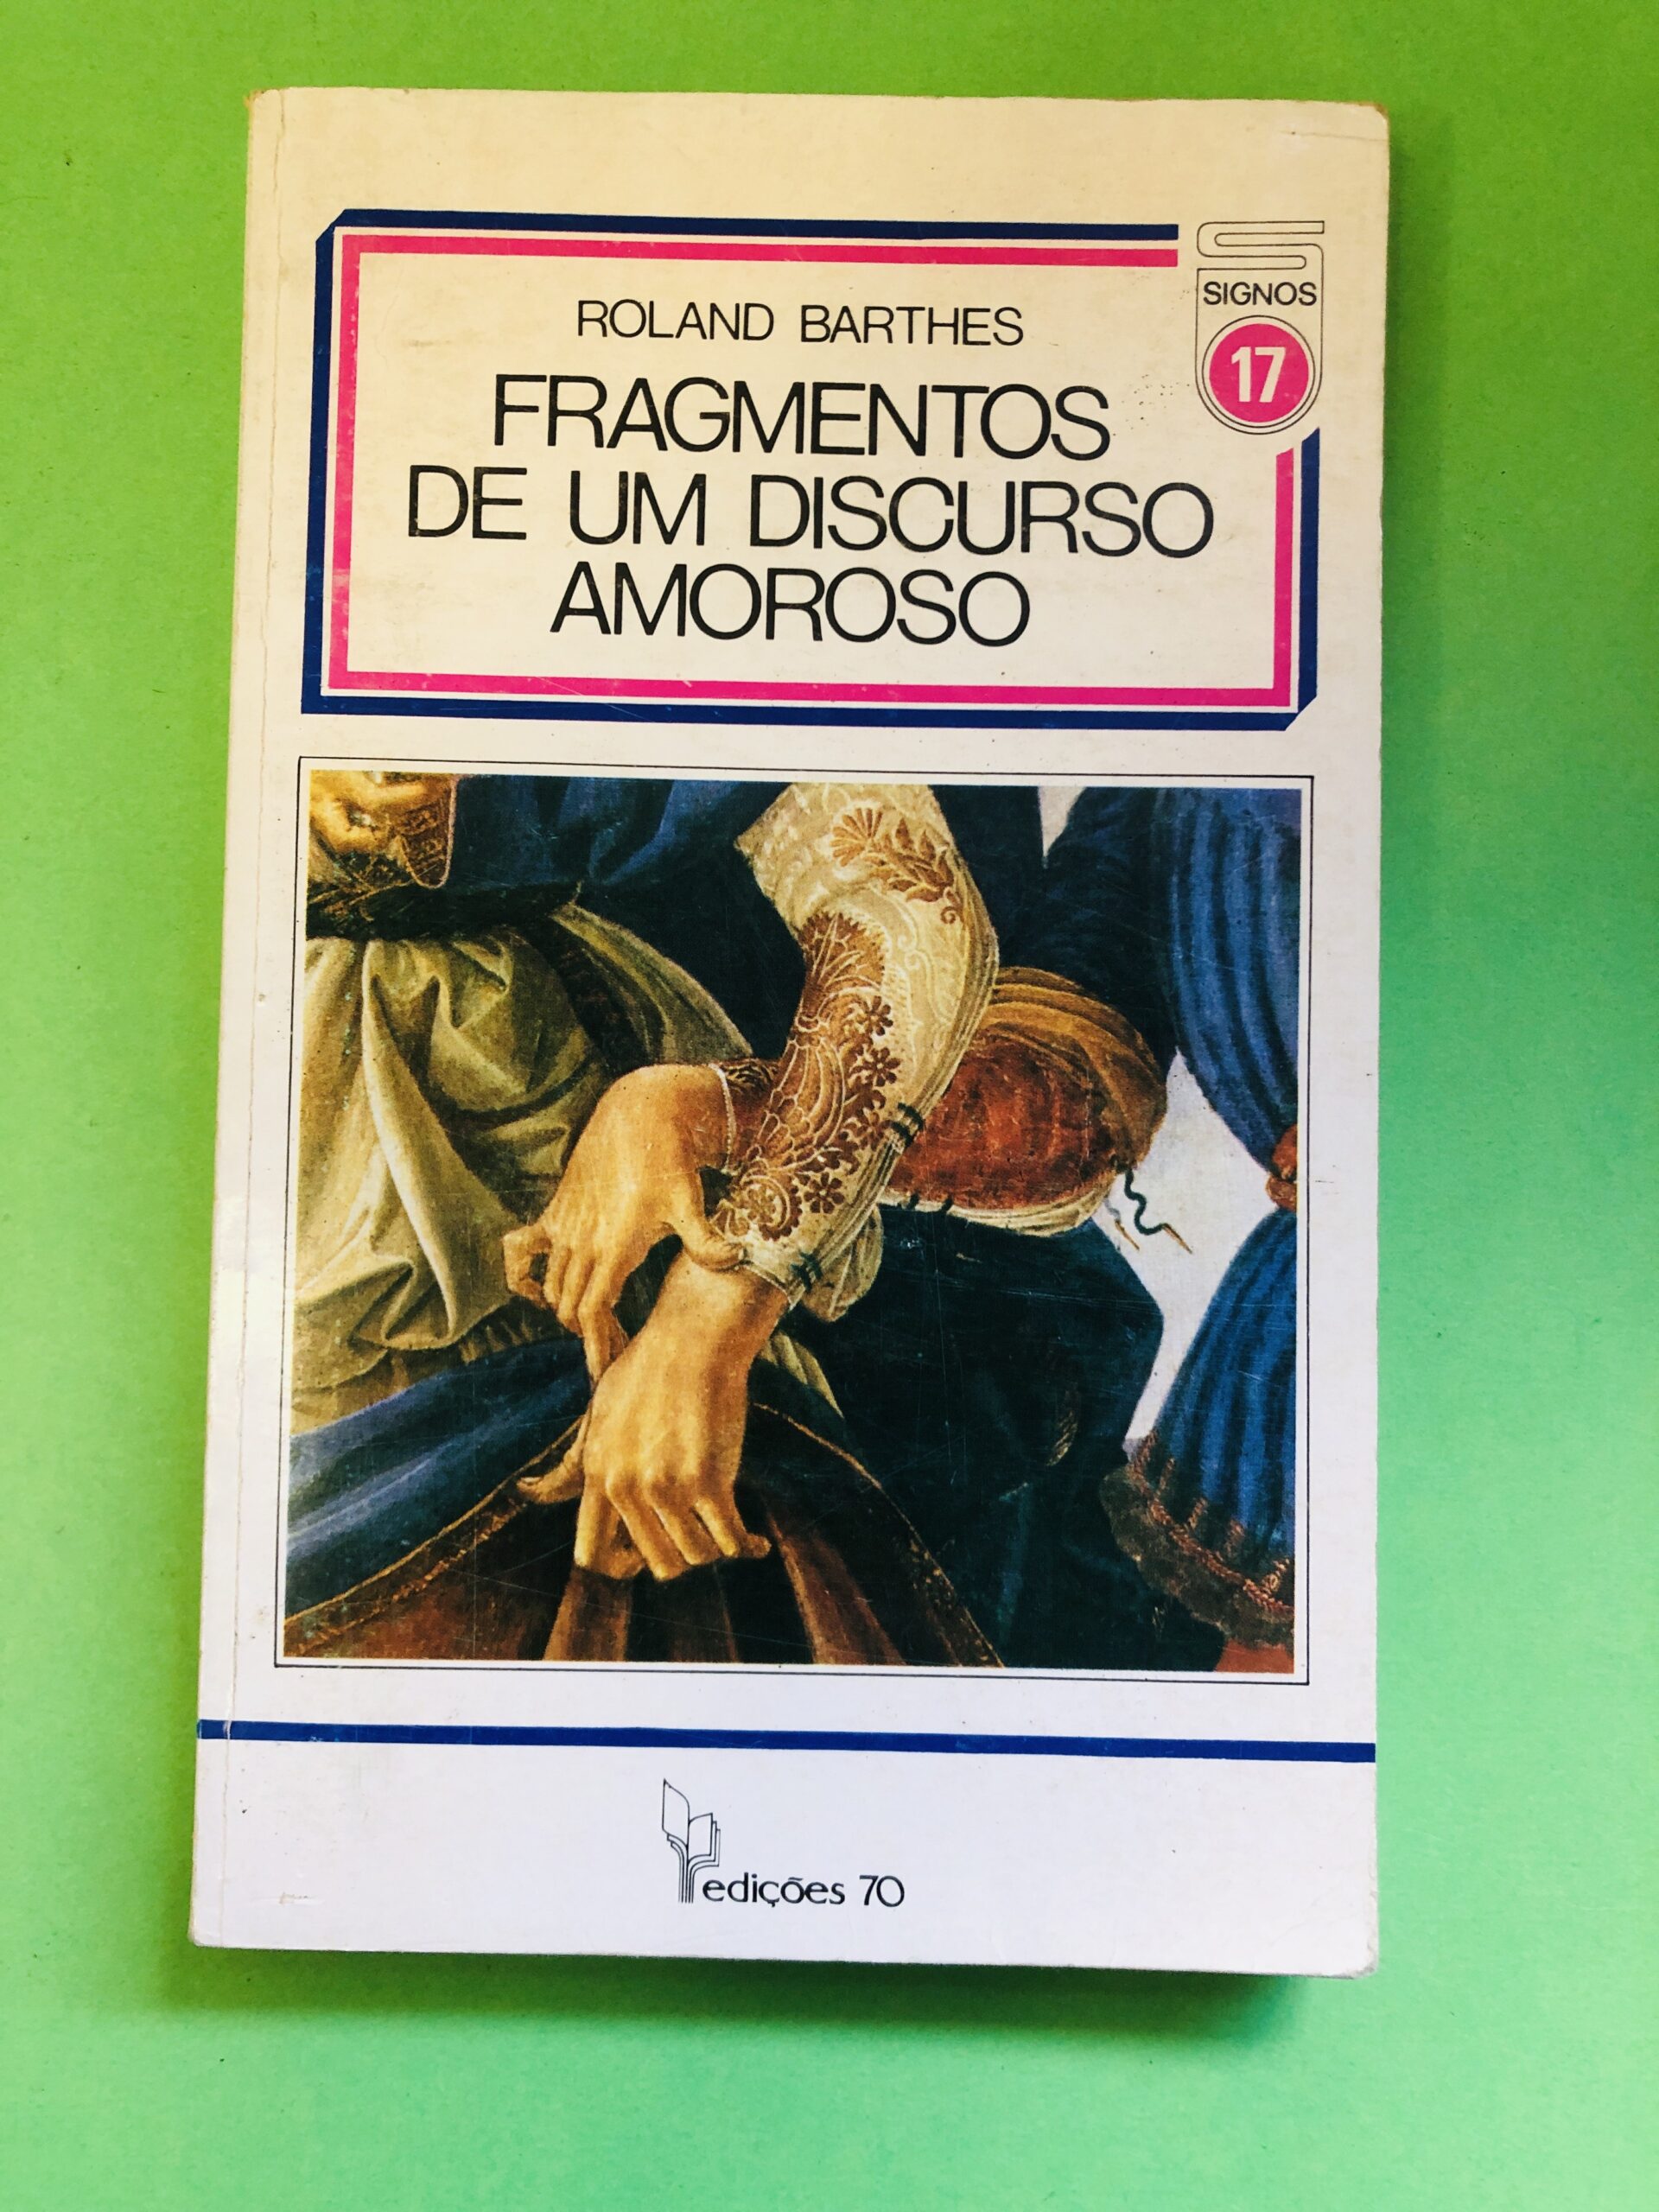 SIGNOS
17
ROLAND BARTHES
FRAGMENTOS
DE UM DISCURSO
AMOROSO
edições 70